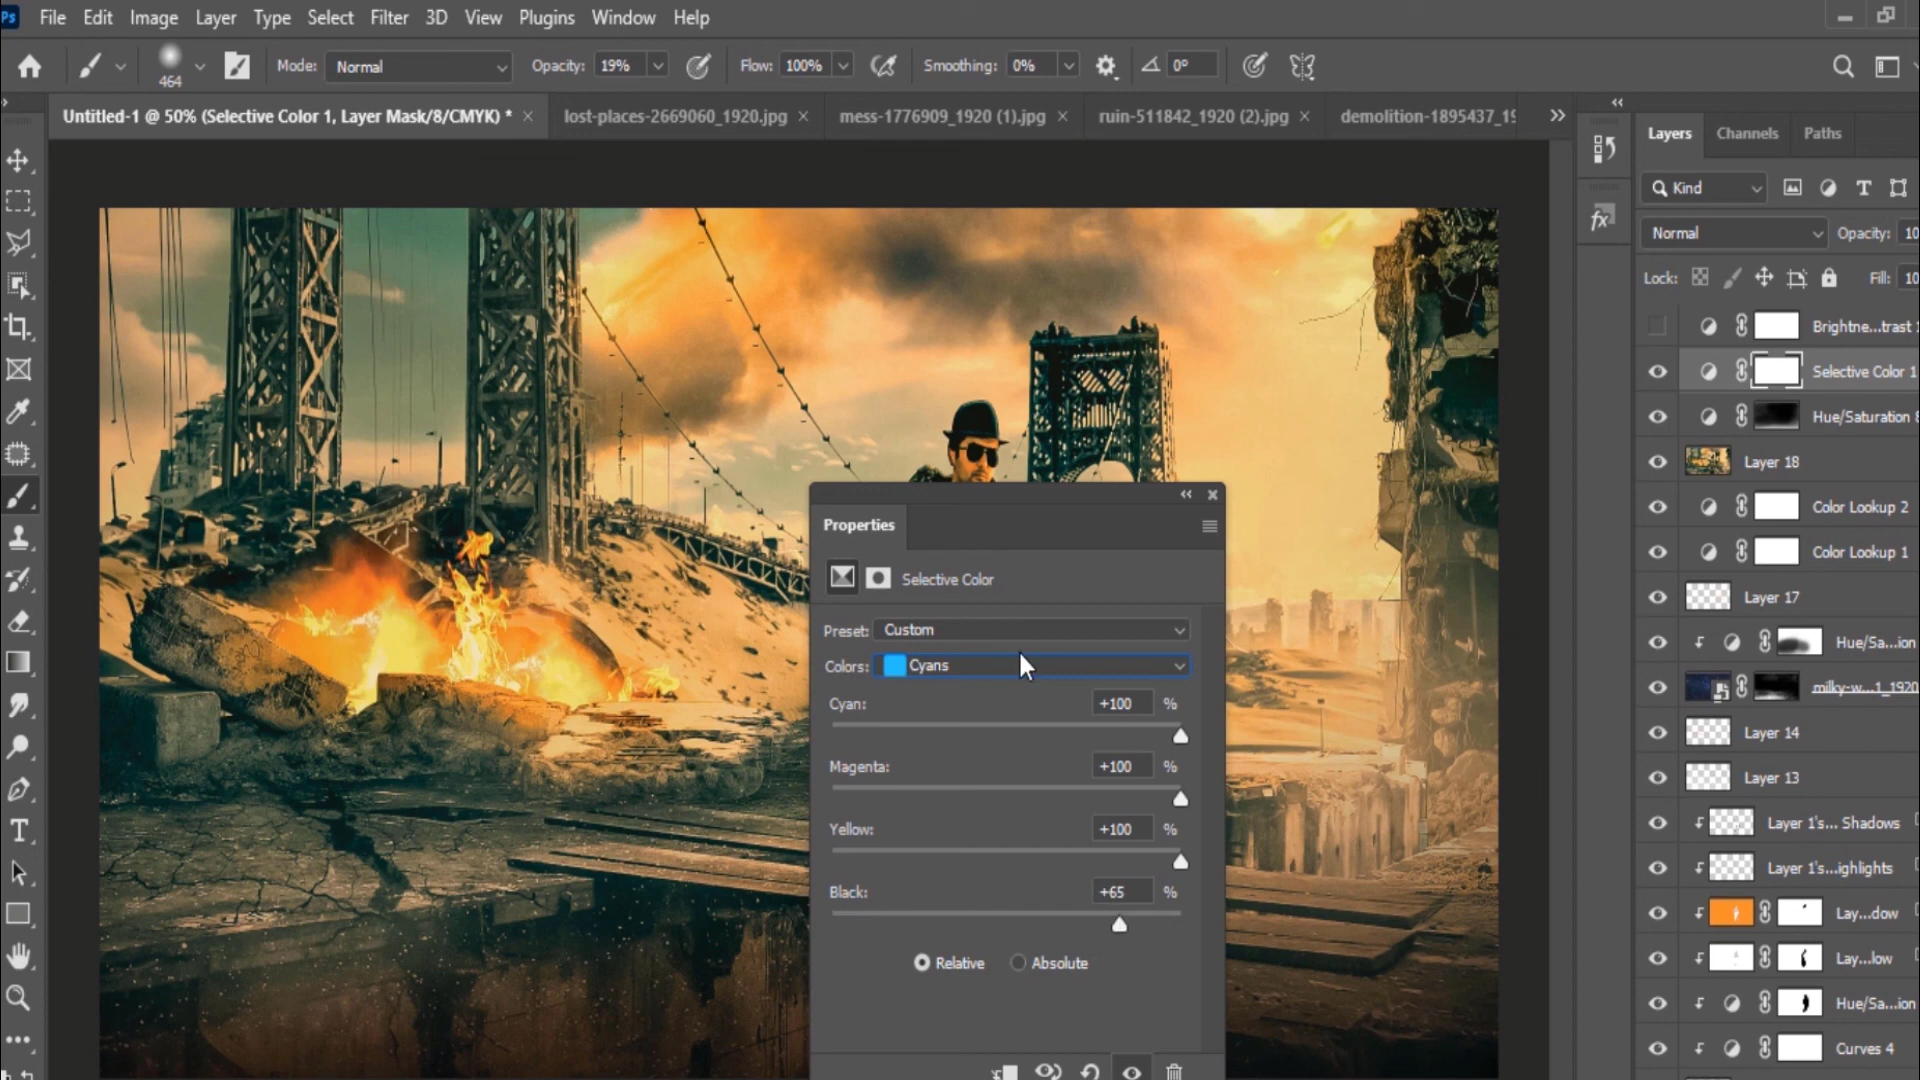 Ps File Edit Image Layer Type Select Filter 3D View Plugins Window Help
464 Mode: Normal Opacity: 19% Flow: 100% Smoothing: 0% 0°
Untitled-1 @ 50% (Selective Color 1, Layer Mask/8/CMYK) * lost-places-2669060_1920.jpg mess-1776909_1920 (1).jpg ruin-511842_1920 (2).jpg demolition-1895437_19
Layers Channels Paths
Kind
Normal Opacity: 10
Lock: Fill: 10
Brightne...trast 1
Selective Color 1
Hue/Saturation 8
Layer 18
Color Lookup 2
Color Lookup 1
Layer 17
Hue/Sa...ion
milky-w...1_1920
Layer 14
Layer 13
Layer 1's... Shadows
Layer 1's...ighlights
Lay...dow
Lay...low
Hue/Sa...ion
Curves 4
Properties
Selective Color
Preset: Custom
Colors: Cyans
Cyan: +100 %
Magenta: +100 %
Yellow: +100 %
Black: +65 %
Relative Absolute